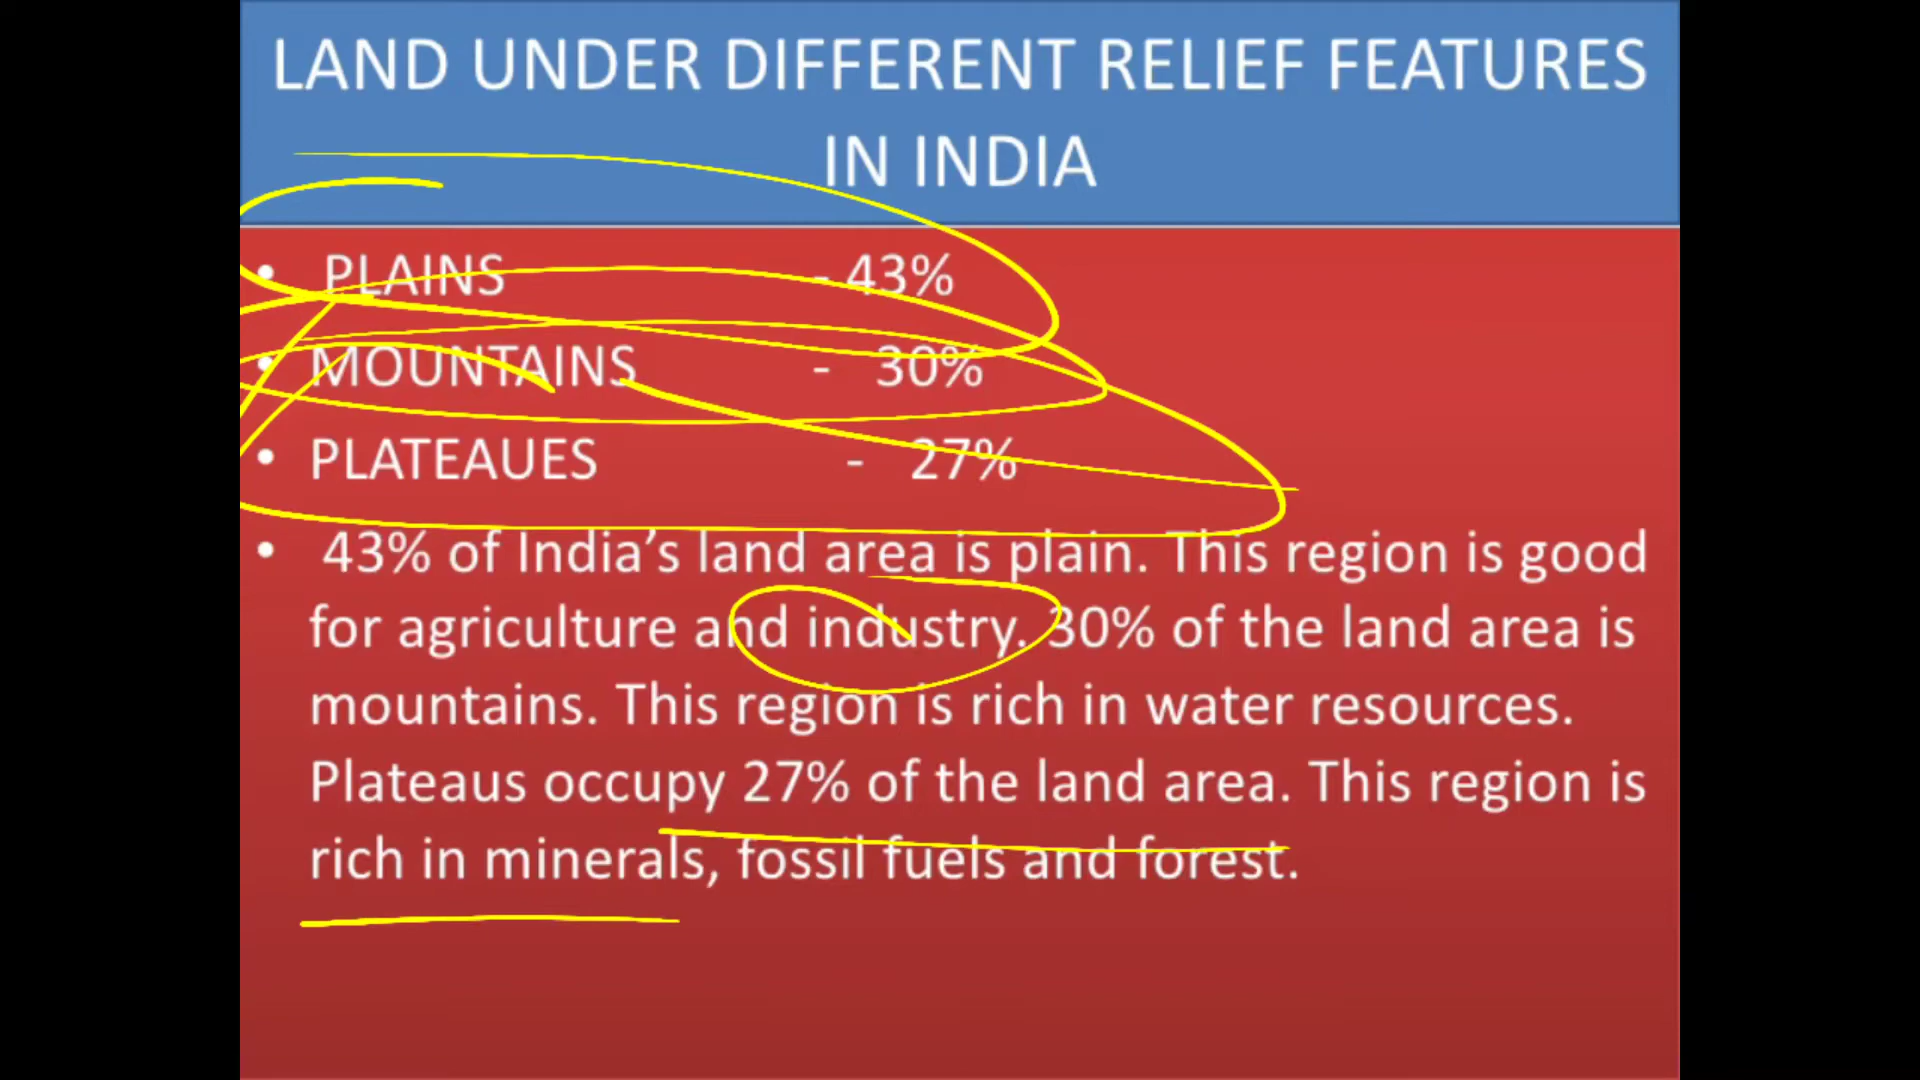 LAND UNDER DIFFERENT RELIEF FEATURES
IN INDIA
• PLAINS - 43%
• MOUNTAINS - 30%
• PLATEAUES - 27%
• 43% of India’s land area is plain. This region is good
for agriculture and industry. 30% of the land area is
mountains. This region is rich in water resources.
Plateaus occupy 27% of the land area. This region is
rich in minerals, fossil fuels and forest.